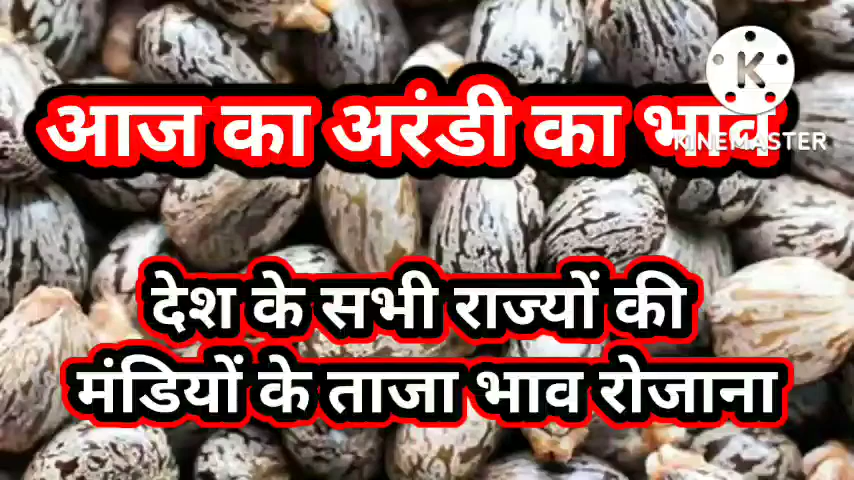 आज का अरंडी का भाव
K
KINEMASTER
देश के सभी राज्यों की
मंडियों के ताजा भाव रोजाना